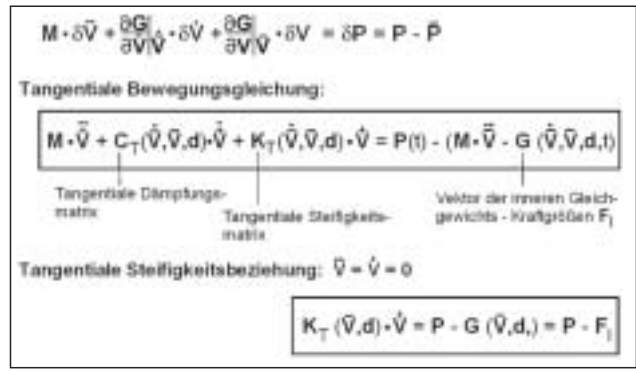 M · δV̈ + ∂G/∂V̇|V̇ · δV̇ + ∂G/∂V|V̄ · δV = δP = P - P̄
Tangentiale Bewegungsgleichung:
M · V̈ + C_T(V̇,V̄,d) · V̇ + K_T(V̇,V̄,d) · V̇ = P(t) - (M · V̈ - G (V̇,V̄,d,t)
Tangentiale Dämpfungs-
matrix
Tangentiale Steifigkeits-
matrix
Vektor der inneren Gleich-
gewichts - Kraftgrößen F_I
Tangentiale Steifigkeitsbeziehung: V̈ = V̇ = 0
K_T (V̄,d) · V̇ = P - G (V̄,d,) = P - F_I